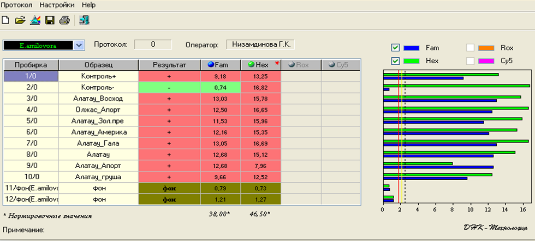 Протокол Настройки Help
E.amilovora Протокол: 0 Оператор: Низамдинова Г.К.
Fam Rox
Hex Cy5
Пробирка Образец Результат Fam Hex Rox Cy5
1/0 Контроль+ + 9,18 13,25
2/0 Контроль- - 0,74 16,82
3/0 Алатау_Восход + 13,03 15,78
4/0 Олжас_Апорт + 12,50 16,65
5/0 Алатау_Зол.пре + 11,53 15,96
6/0 Алатау_Америка + 12,16 15,35
7/0 Алатау_Гала + 13,05 16,69
8/0 Алатау + 12,68 15,12
9/0 Алатау_Апорт + 12,68 7,96
10/0 Алатау_груша + 9,66 12,52
11/Фон(E.amilovo фон фон 0,79 0,73
12/Фон(E.amilovo фон фон 1,21 1,27
0 2 4 6 8 10 12 14 16
* Нормировочные значения 38,00* 46,50*
ДНК - Технология
Примечание: